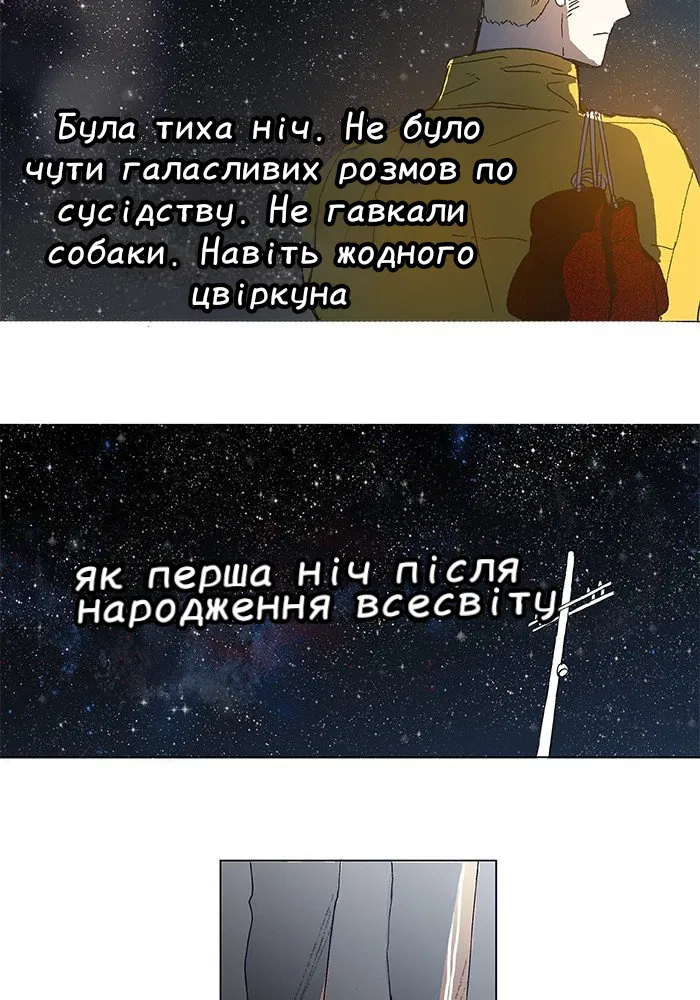 Була тиха ніч. Не було
чути галасливих розмов по
сусідству. Не гавкали
собаки. Навіть жодного
цвіркуна
як перша ніч після
народження всесвіту